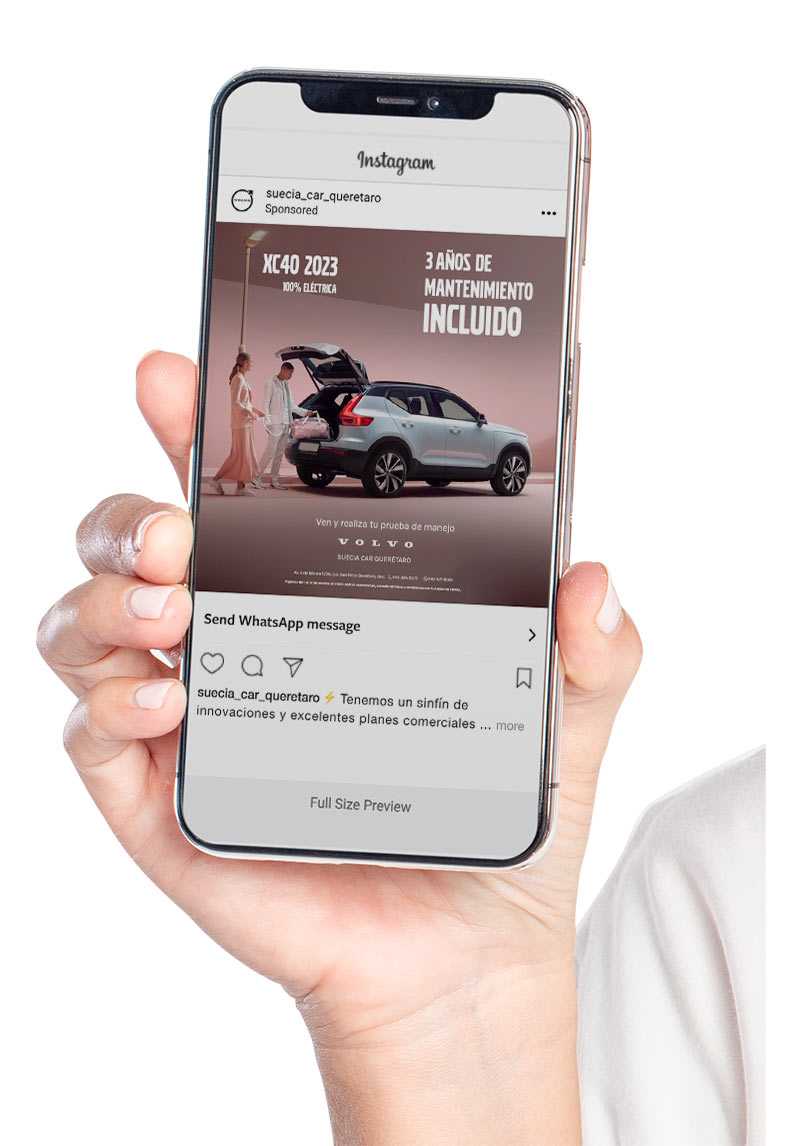 Instagram
suecia_car_queretaro
Sponsored
XC40 2023
100% ELÉCTRICA
3 AÑOS DE
MANTENIMIENTO
INCLUIDO
Ven y realiza tu prueba de manejo
VOLVO
SUECIA CAR QUERÉTARO
Send WhatsApp message
suecia_car_queretaro ⚡ Tenemos un sinfín de
innovaciones y excelentes planes comerciales ... more
Full Size Preview